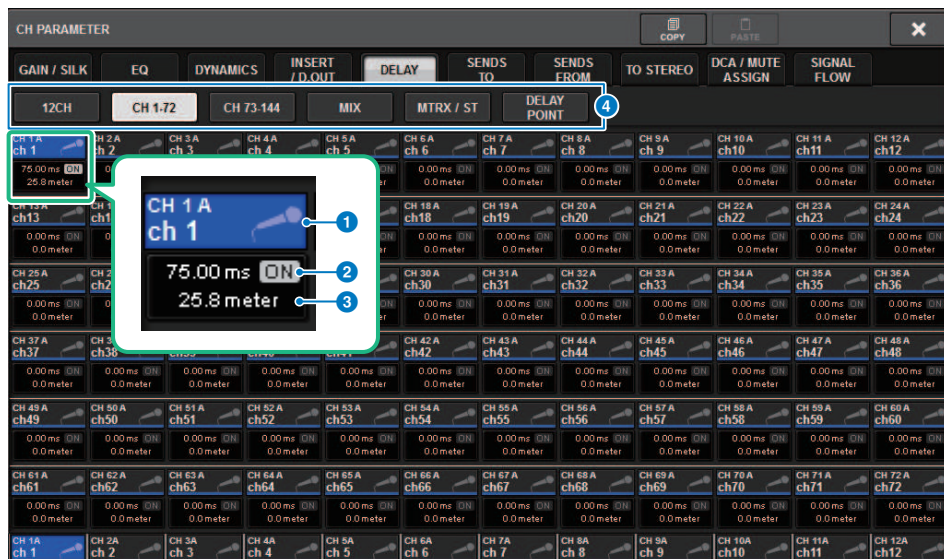 CH PARAMETER COPY PASTE
GAIN / SILK EQ DYNAMICS INSERT / D.OUT DELAY SENDS TO SENDS FROM TO STEREO DCA / MUTE ASSIGN SIGNAL FLOW
12CH CH 1-72 CH 73-144 MIX MTRX / ST DELAY POINT 4
CH 1 A CH 2 A CH 3 A CH 4 A CH 5 A CH 6 A CH 7 A CH 8 A CH 9 A CH 10 A CH 11 A CH 12 A
ch 1 ch 2 ch 3 ch 4 ch 5 ch 6 ch 7 ch 8 ch 9 ch10 ch11 ch12
75.00 ms ON 0.00 ms ON 0.00 ms ON 0.00 ms ON 0.00 ms ON 0.00 ms ON 0.00 ms ON 0.00 ms ON
25.8 meter 0.0 meter 0.0 meter 0.0 meter 0.0 meter 0.0 meter 0.0 meter 0.0 meter
CH 1 A
ch 1
1
75.00 ms ON 2
25.8 meter 3
CH 13 A CH 18 A CH 19 A CH 20 A CH 21 A CH 22 A CH 23 A CH 24 A
ch13 ch18 ch19 ch20 ch21 ch22 ch23 ch24
0.00 ms ON 0.00 ms ON 0.00 ms ON 0.00 ms ON 0.00 ms ON 0.00 ms ON 0.00 ms ON 0.00 ms ON
0.0 meter 0.0 meter 0.0 meter 0.0 meter 0.0 meter 0.0 meter 0.0 meter 0.0 meter
CH 25 A CH 30 A CH 31 A CH 32 A CH 33 A CH 34 A CH 35 A CH 36 A
ch25 ch30 ch31 ch32 ch33 ch34 ch35 ch36
0.00 ms ON 0.00 ms ON 0.00 ms ON 0.00 ms ON 0.00 ms ON 0.00 ms ON 0.00 ms ON 0.00 ms ON
0.0 meter 0.0 meter 0.0 meter 0.0 meter 0.0 meter 0.0 meter 0.0 meter 0.0 meter
CH 37 A CH 42 A CH 43 A CH 44 A CH 45 A CH 46 A CH 47 A CH 48 A
ch37 ch38 ch42 ch43 ch44 ch45 ch46 ch47 ch48
0.00 ms ON 0.00 ms ON 0.00 ms ON 0.00 ms ON 0.00 ms ON 0.00 ms ON 0.00 ms ON 0.00 ms ON 0.00 ms ON 0.00 ms ON 0.00 ms ON 0.00 ms ON
0.0 meter 0.0 meter 0.0 meter 0.0 meter 0.0 meter 0.0 meter 0.0 meter 0.0 meter 0.0 meter 0.0 meter 0.0 meter 0.0 meter
CH 49 A CH 50 A CH 51 A CH 52 A CH 53 A CH 54 A CH 55 A CH 56 A CH 57 A CH 58 A CH 59 A CH 60 A
ch49 ch50 ch51 ch52 ch53 ch54 ch55 ch56 ch57 ch58 ch59 ch60
0.00 ms ON 0.00 ms ON 0.00 ms ON 0.00 ms ON 0.00 ms ON 0.00 ms ON 0.00 ms ON 0.00 ms ON 0.00 ms ON 0.00 ms ON 0.00 ms ON 0.00 ms ON
0.0 meter 0.0 meter 0.0 meter 0.0 meter 0.0 meter 0.0 meter 0.0 meter 0.0 meter 0.0 meter 0.0 meter 0.0 meter 0.0 meter
CH 61 A CH 62 A CH 63 A CH 64 A CH 65 A CH 66 A CH 67 A CH 68 A CH 69 A CH 70 A CH 71 A CH 72 A
ch61 ch62 ch63 ch64 ch65 ch66 ch67 ch68 ch69 ch70 ch71 ch72
0.00 ms ON 0.00 ms ON 0.00 ms ON 0.00 ms ON 0.00 ms ON 0.00 ms ON 0.00 ms ON 0.00 ms ON 0.00 ms ON 0.00 ms ON 0.00 ms ON 0.00 ms ON
0.0 meter 0.0 meter 0.0 meter 0.0 meter 0.0 meter 0.0 meter 0.0 meter 0.0 meter 0.0 meter 0.0 meter 0.0 meter 0.0 meter
CH 1A CH 2A CH 3A CH 4A CH 5A CH 6A CH 7A CH 8A CH 9A CH 10A CH 11A CH 12A
ch 1 ch 2 ch 3 ch 4 ch 5 ch 6 ch 7 ch 8 ch 9 ch10 ch11 ch12